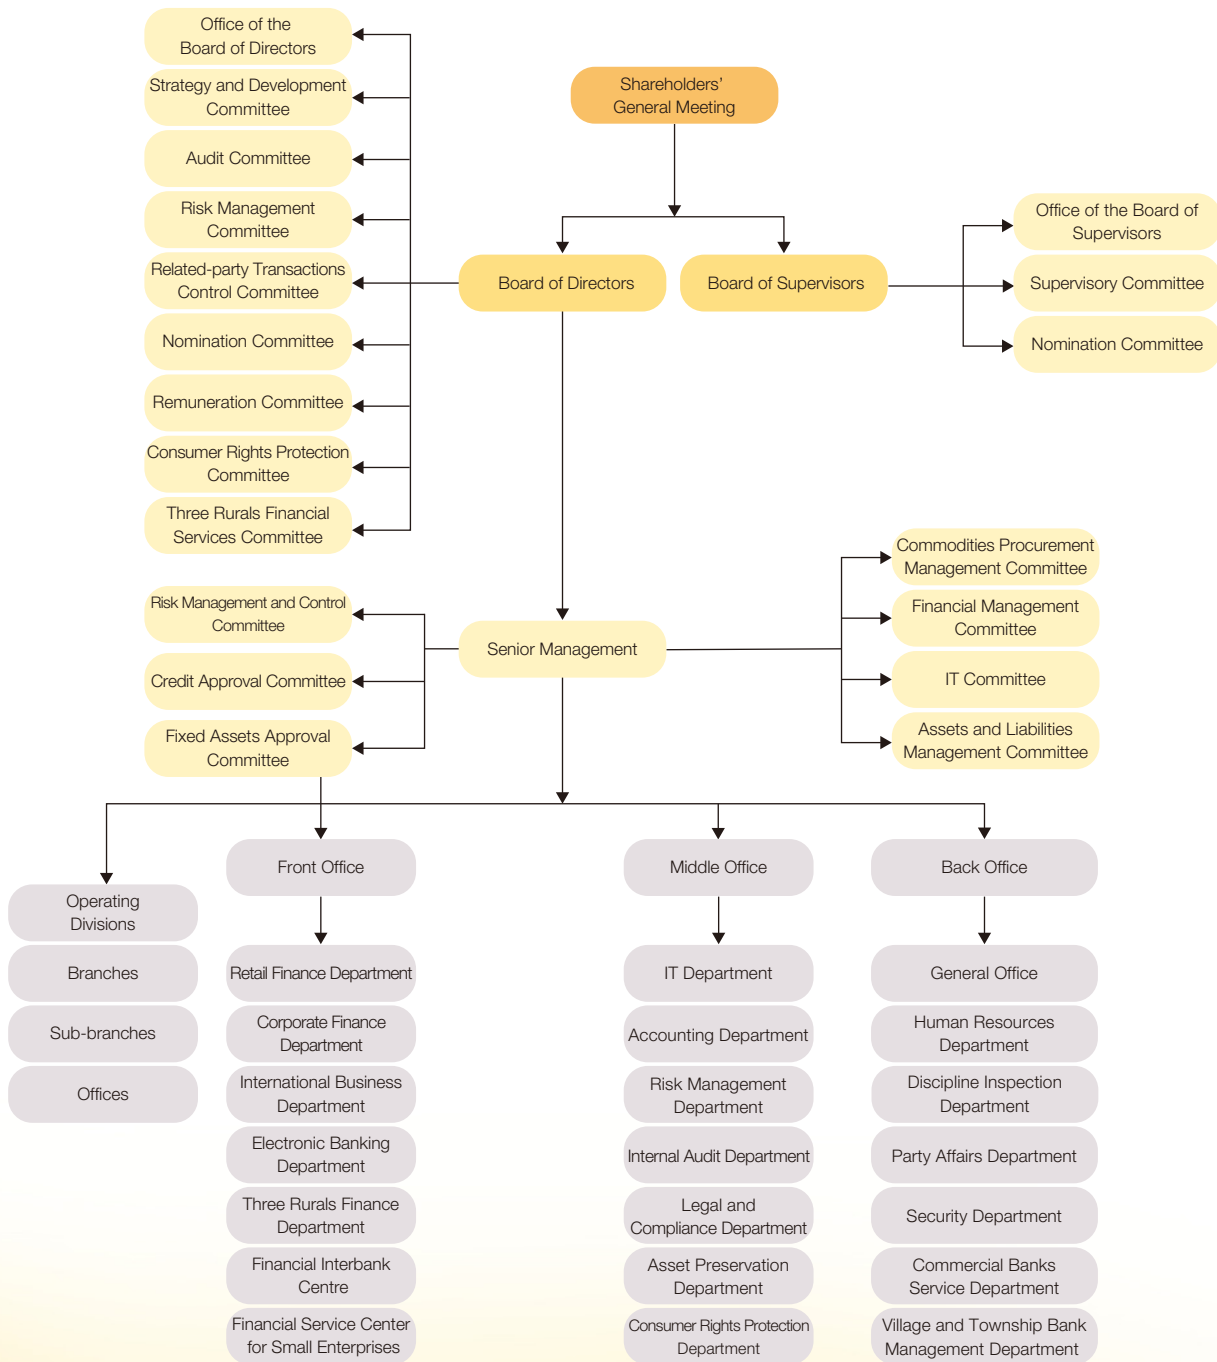 Office of the
Board of Directors
Strategy and Development
Committee
Audit Committee
Risk Management
Committee
Related-party Transactions
Control Committee
Nomination Committee
Remuneration Committee
Consumer Rights Protection
Committee
Three Rurals Financial
Services Committee
Shareholders'
General Meeting
Board of Directors
Board of Supervisors
Office of the Board of
Supervisors
Supervisory Committee
Nomination Committee
Risk Management and Control
Committee
Credit Approval Committee
Fixed Assets Approval
Committee
Senior Management
Commodities Procurement
Management Committee
Financial Management
Committee
IT Committee
Assets and Liabilities
Management Committee
Operating
Divisions
Branches
Sub-branches
Offices
Front Office
Retail Finance Department
Corporate Finance
Department
International Business
Department
Electronic Banking
Department
Three Rurals Finance
Department
Financial Interbank
Centre
Financial Service Center
for Small Enterprises
Middle Office
IT Department
Accounting Department
Risk Management
Department
Internal Audit Department
Legal and
Compliance Department
Asset Preservation
Department
Consumer Rights Protection
Department
Back Office
General Office
Human Resources
Department
Discipline Inspection
Department
Party Affairs Department
Security Department
Commercial Banks
Service Department
Village and Township Bank
Management Department